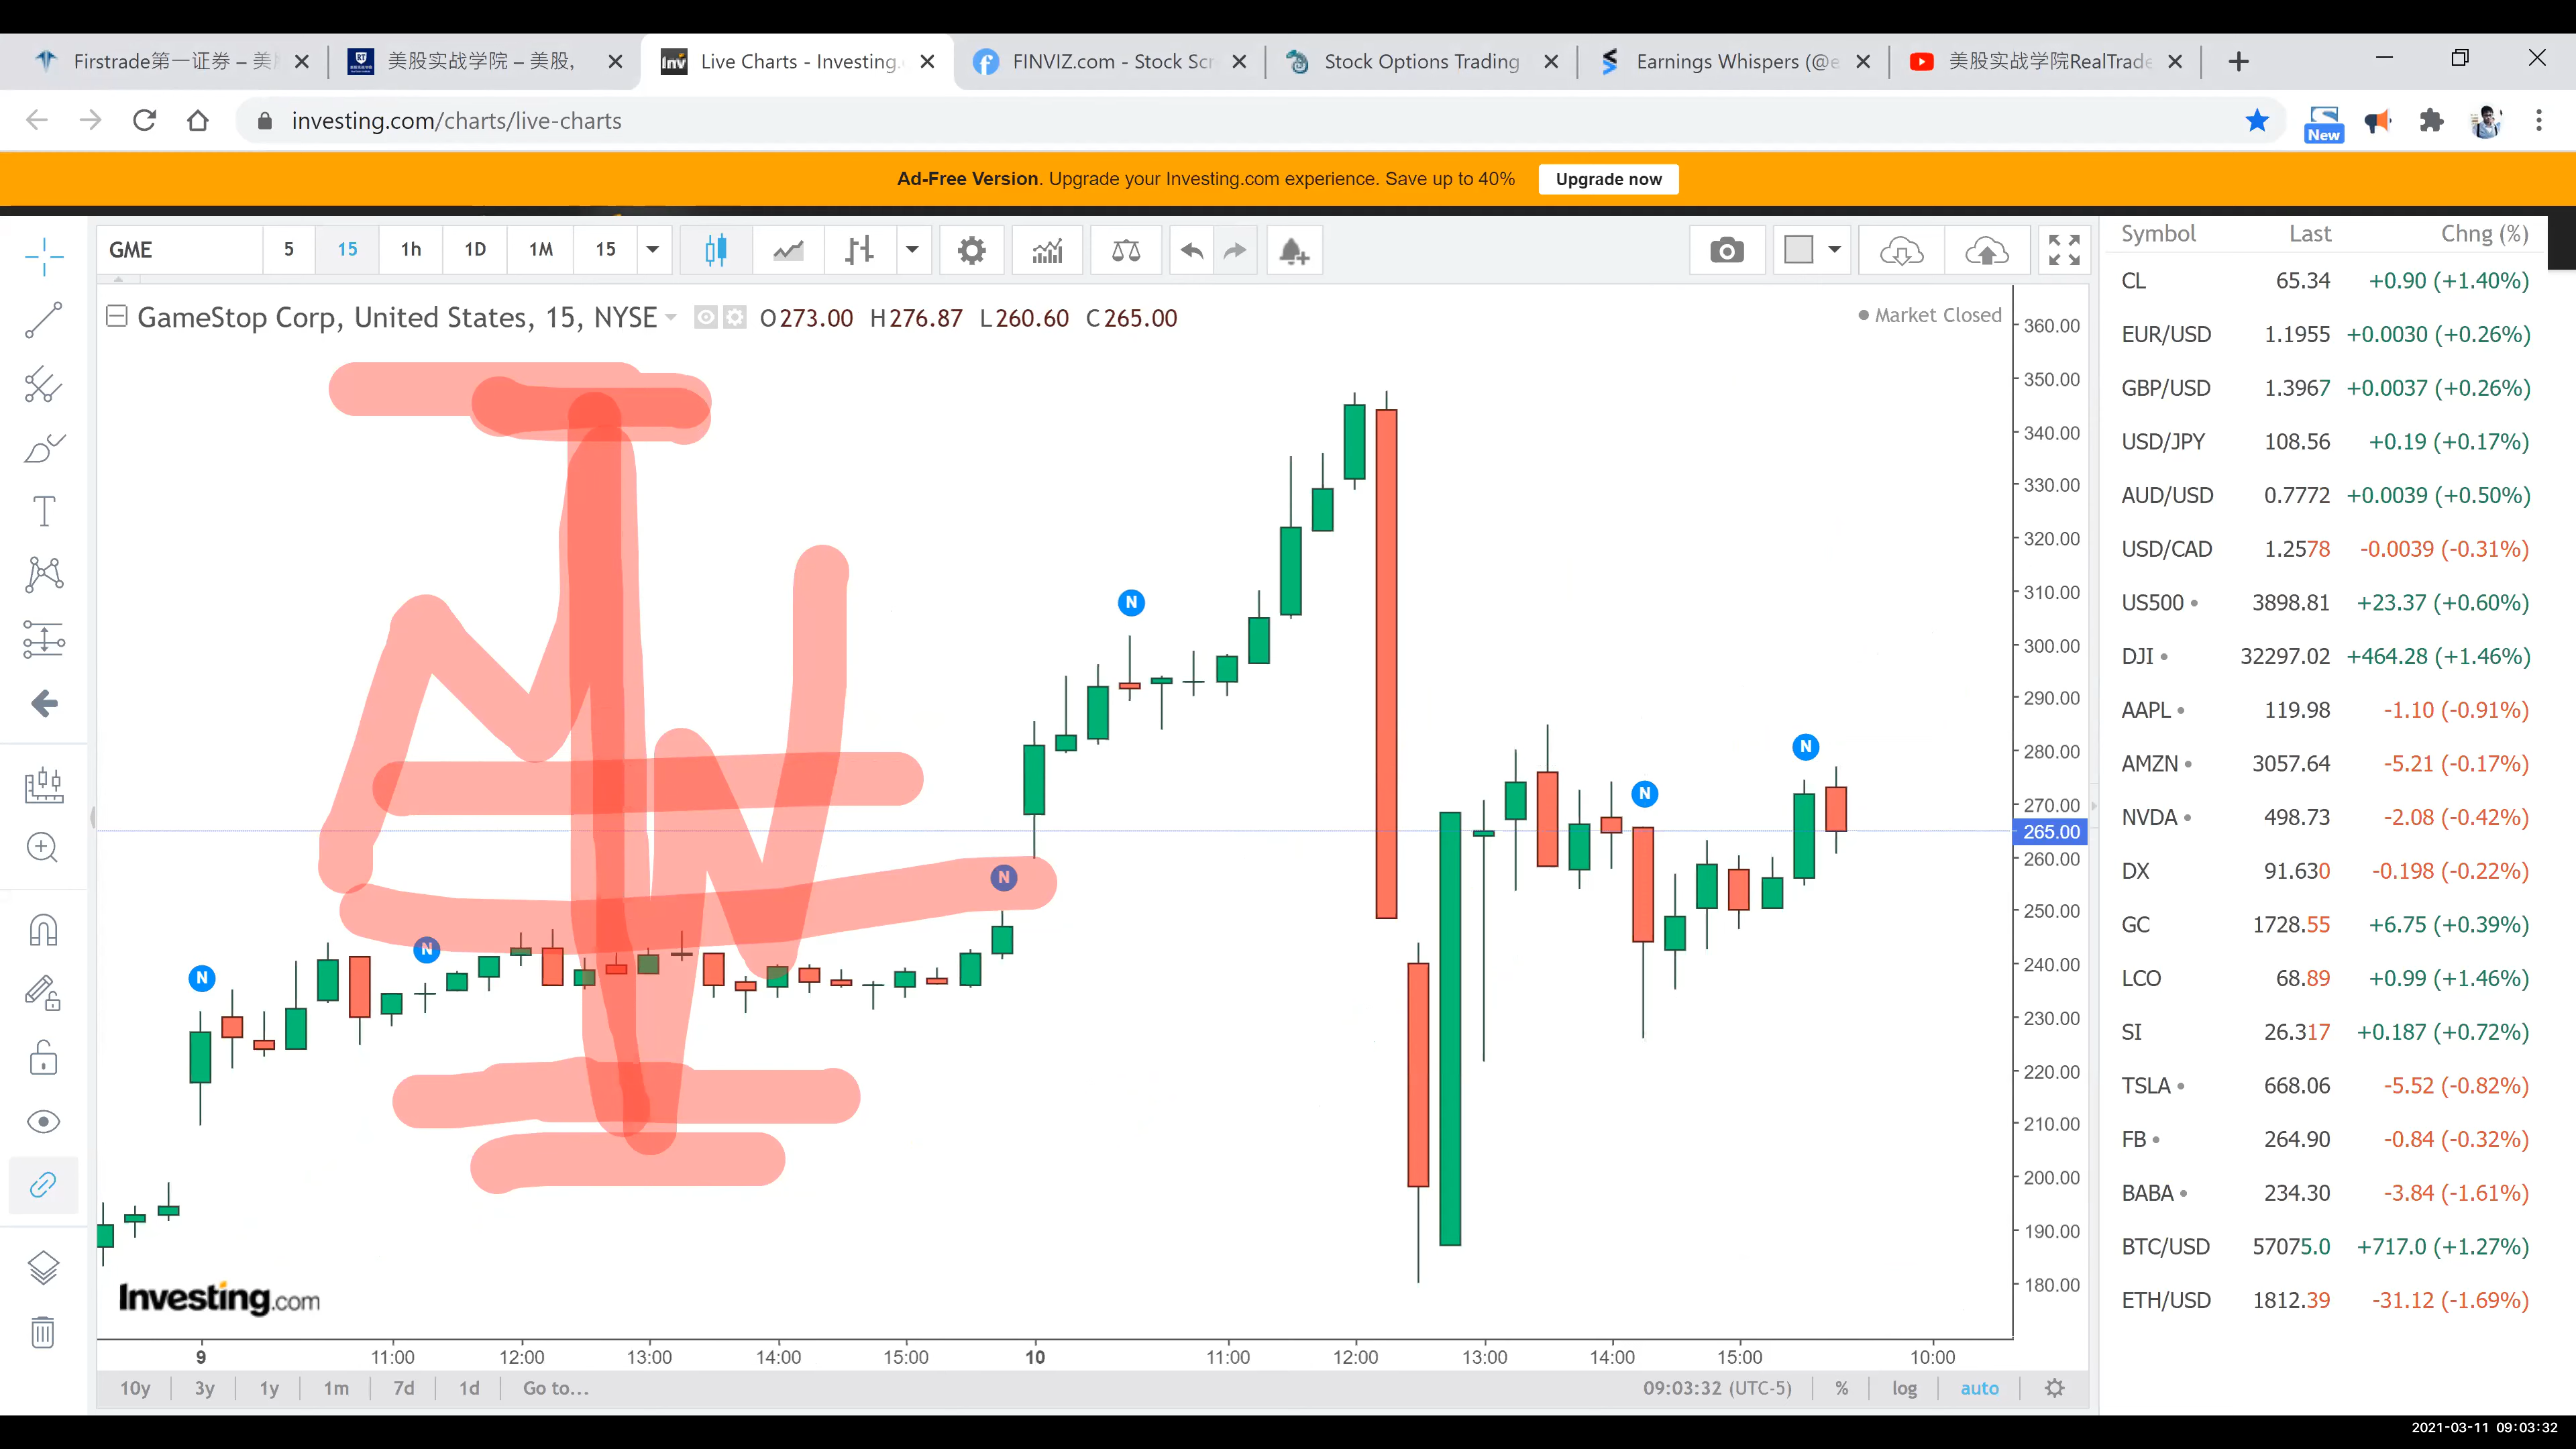 Firstrade第一证券 – 美
美股实战学院 – 美股,
Live Charts - Investing.
FINVIZ.com - Stock Scr
Stock Options Trading
Earnings Whispers (@e
美股实战学院RealTrade
investing.com/charts/live-charts
New
Ad-Free Version. Upgrade your Investing.com experience. Save up to 40%
Upgrade now
GME 5 15 1h 1D 1M 15
GameStop Corp, United States, 15, NYSE O273.00 H276.87 L260.60 C265.00
Market Closed
360.00
350.00
340.00
330.00
320.00
310.00
300.00
290.00
280.00
270.00
265.00
260.00
250.00
240.00
230.00
220.00
210.00
200.00
190.00
180.00
N
N
N
N
N
N
Investing.com
9 11:00 12:00 13:00 14:00 15:00 10 11:00 12:00 13:00 14:00 15:00 10:00
10y 3y 1y 1m 7d 1d Go to... 09:03:32 (UTC-5) % log auto
Symbol Last Chng (%)
CL 65.34 +0.90 (+1.40%)
EUR/USD 1.1955 +0.0030 (+0.26%)
GBP/USD 1.3967 +0.0037 (+0.26%)
USD/JPY 108.56 +0.19 (+0.17%)
AUD/USD 0.7772 +0.0039 (+0.50%)
USD/CAD 1.2578 -0.0039 (-0.31%)
US500 3898.81 +23.37 (+0.60%)
DJI 32297.02 +464.28 (+1.46%)
AAPL 119.98 -1.10 (-0.91%)
AMZN 3057.64 -5.21 (-0.17%)
NVDA 498.73 -2.08 (-0.42%)
DX 91.630 -0.198 (-0.22%)
GC 1728.55 +6.75 (+0.39%)
LCO 68.89 +0.99 (+1.46%)
SI 26.317 +0.187 (+0.72%)
TSLA 668.06 -5.52 (-0.82%)
FB 264.90 -0.84 (-0.32%)
BABA 234.30 -3.84 (-1.61%)
BTC/USD 57075.0 +717.0 (+1.27%)
ETH/USD 1812.39 -31.12 (-1.69%)
2021-03-11 09:03:32